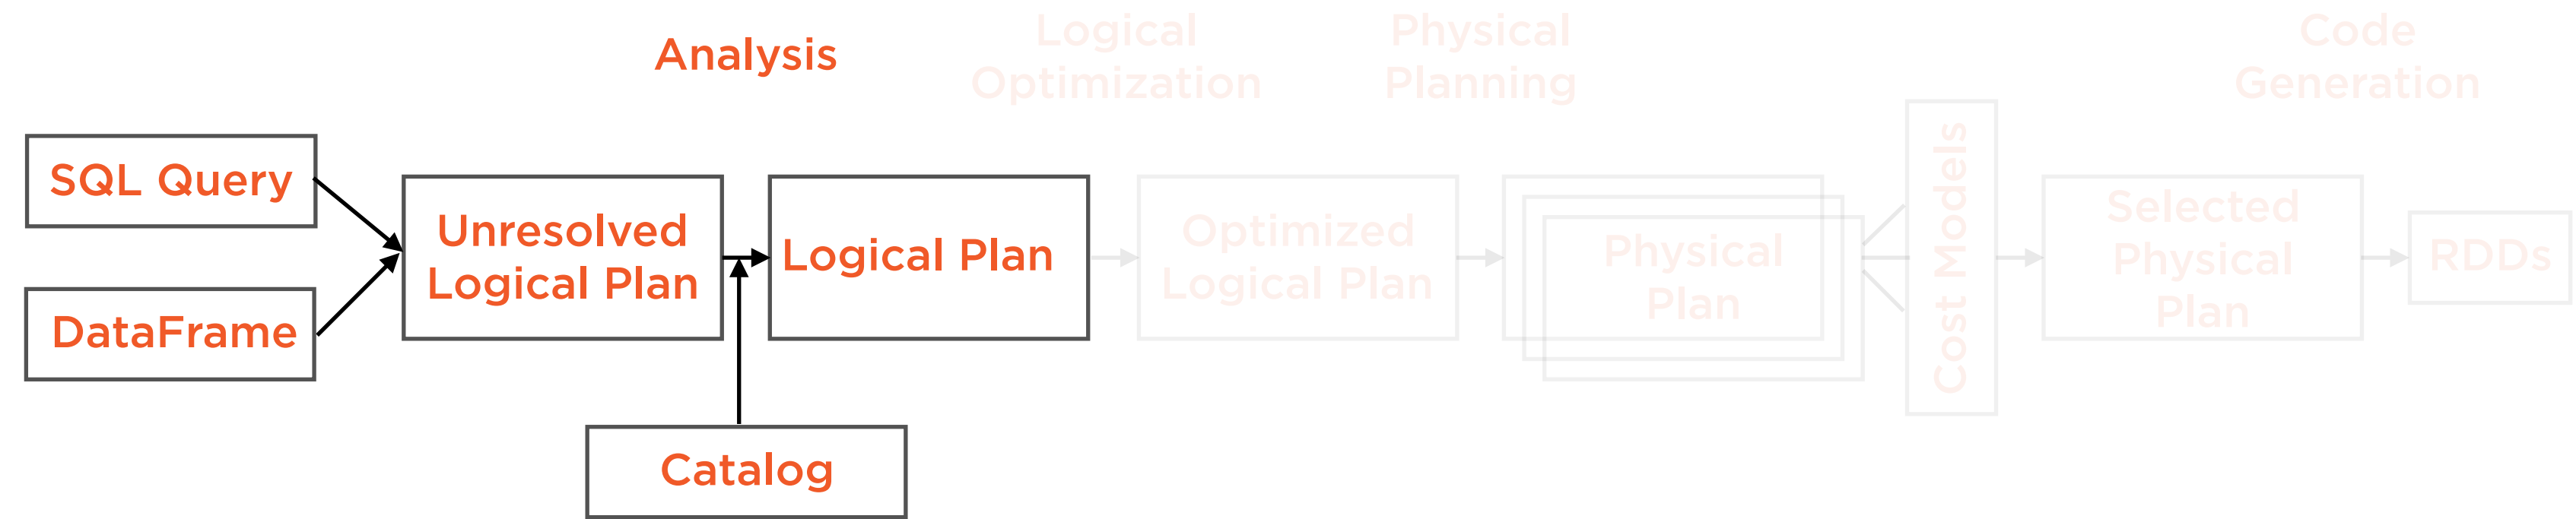 Analysis
Logical
Optimization
Physical
Planning
Code
Generation
SQL Query
DataFrame
Unresolved
Logical Plan
Logical Plan
Catalog
Optimized
Logical Plan
Physical
Plan
Cost Models
Selected
Physical
Plan
RDDs